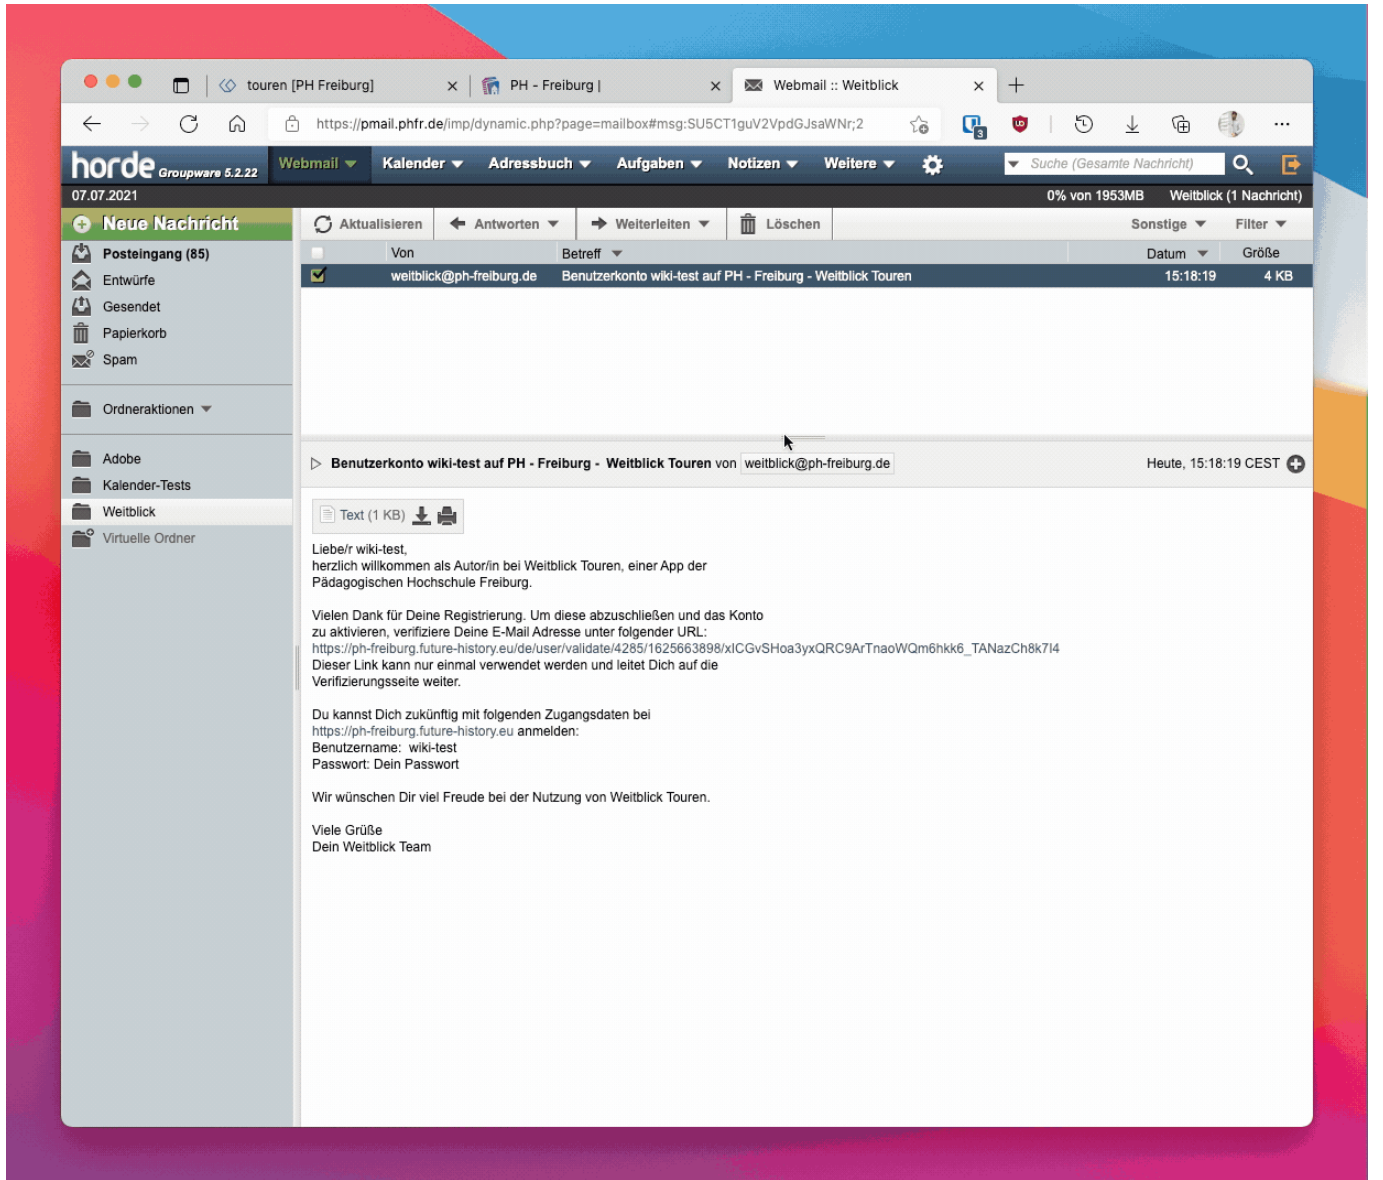 touren [PH Freiburg]
PH - Freiburg |
Webmail :: Weitblick
https://pmail.phfr.de/imp/dynamic.php?page=mailbox#msg:SU5CT1guV2VpdGJsaWNr;2
3
horde Groupware 5.2.22
Webmail
Kalender
Adressbuch
Aufgaben
Notizen
Weitere
Suche (Gesamte Nachricht)
07.07.2021
0% von 1953MB
Weitblick (1 Nachricht)
Neue Nachricht
Aktualisieren
Antworten
Weiterleiten
Löschen
Sonstige
Filter
Posteingang (85)
Entwürfe
Gesendet
Papierkorb
Spam
Ordneraktionen
Adobe
Kalender-Tests
Weitblick
Virtuelle Ordner
Von
Betreff
Datum
Größe
weitblick@ph-freiburg.de
Benutzerkonto wiki-test auf PH - Freiburg - Weitblick Touren
15:18:19
4 KB
Benutzerkonto wiki-test auf PH - Freiburg - Weitblick Touren von weitblick@ph-freiburg.de
Heute, 15:18:19 CEST
Text (1 KB)
Liebe/r wiki-test,
herzlich willkommen als Autor/in bei Weitblick Touren, einer App der
Pädagogischen Hochschule Freiburg.
Vielen Dank für Deine Registrierung. Um diese abzuschließen und das Konto
zu aktivieren, verifiziere Deine E-Mail Adresse unter folgender URL:
https://ph-freiburg.future-history.eu/de/user/validate/4285/1625663898/xICGvSHoa3yxQRC9ArTnaoWQm6hkk6_TANazCh8k7I4
Dieser Link kann nur einmal verwendet werden und leitet Dich auf die
Verifizierungsseite weiter.
Du kannst Dich zukünftig mit folgenden Zugangsdaten bei
https://ph-freiburg.future-history.eu anmelden:
Benutzername: wiki-test
Passwort: Dein Passwort
Wir wünschen Dir viel Freude bei der Nutzung von Weitblick Touren.
Viele Grüße
Dein Weitblick Team